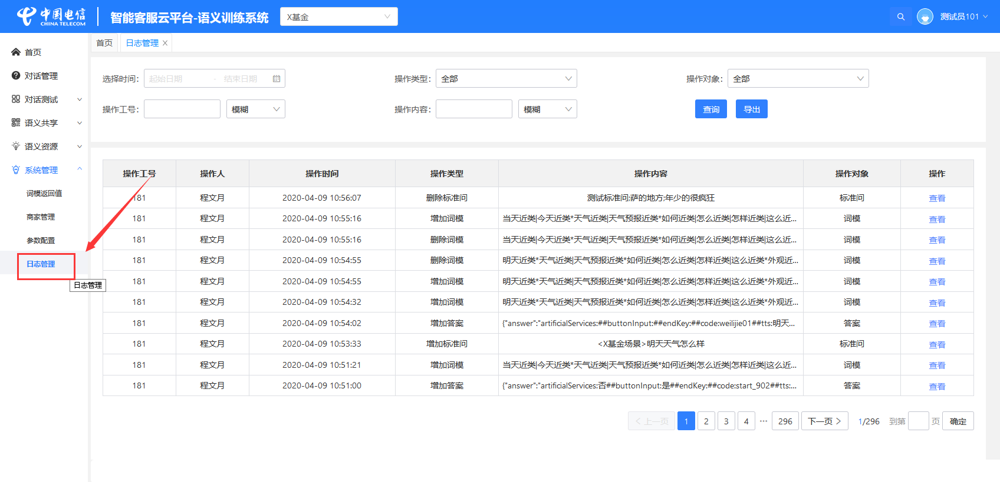 中国电信
CHINA TELECOM
智能客服云平台-语义训练系统
X基金
测试员101
首页
对话管理
对话测试
语义共享
语义资源
系统管理
词模返回值
商家管理
参数配置
日志管理
日志管理
首页 日志管理
选择时间: 起始日期 - 结束日期 操作类型: 全部 操作对象: 全部
操作工号: 模糊 操作内容: 模糊 查询 导出
操作工号 操作人 操作时间 操作类型 操作内容 操作对象 操作
181 程文月 2020-04-09 10:56:07 删除标准问 测试标准问;萨的地方;年少的很疯狂 标准问 查看
181 程文月 2020-04-09 10:55:16 增加词模 当天近类|今天近类*天气近类|天气预报近类*如何近类|怎么近类|怎样近类|这么近... 词模 查看
181 程文月 2020-04-09 10:55:16 删除词模 当天近类|今天近类*天气近类|天气预报近类*如何近类|怎么近类|怎样近类|这么近... 词模 查看
181 程文月 2020-04-09 10:54:55 删除词模 明天近类*天气近类|天气预报近类*如何近类|怎么近类|怎样近类|这么近类*外观近... 词模 查看
181 程文月 2020-04-09 10:54:55 增加词模 明天近类*天气近类|天气预报近类*如何近类|怎么近类|怎样近类|这么近类*外观近... 词模 查看
181 程文月 2020-04-09 10:54:32 增加词模 明天近类*天气近类|天气预报近类*如何近类|怎么近类|怎样近类|这么近类*外观近... 词模 查看
181 程文月 2020-04-09 10:54:02 增加答案 {"answer":"artificialServices:##buttonInput:##endKey:##code:weilijie01##tts:明天... 答案 查看
181 程文月 2020-04-09 10:53:33 增加标准问 <X基金场景>明天天气怎么样 标准问 查看
181 程文月 2020-04-09 10:51:21 增加词模 当天近类|今天近类*天气近类|天气预报近类*如何近类|怎么近类|怎样近类|这么近... 词模 查看
181 程文月 2020-04-09 10:51:00 增加答案 {"answer":"artificialServices:否##buttonInput:是##endKey:##code:start_902##tts:... 答案 查看
上一页 1 2 3 4 ••• 296 下一页 1/296 到第 页 确定